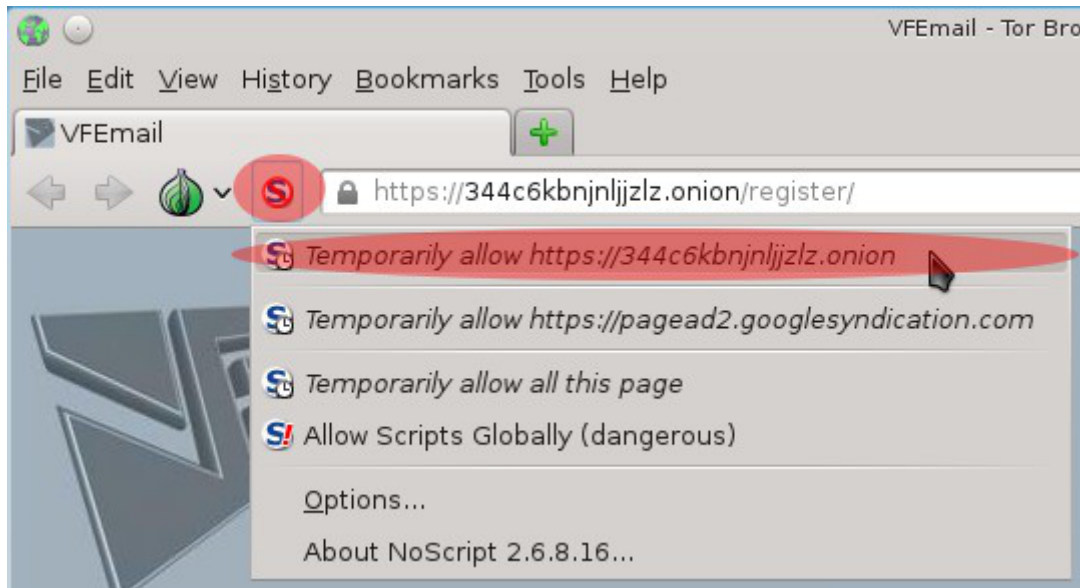 VFEmail - Tor Bro
File Edit View History Bookmarks Tools Help
VFEmail
https://344c6kbnjnljjzlz.onion/register/
Temporarily allow https://344c6kbnjnljjzlz.onion
Temporarily allow https://pagead2.googlesyndication.com
Temporarily allow all this page
Allow Scripts Globally (dangerous)
Options...
About NoScript 2.6.8.16...